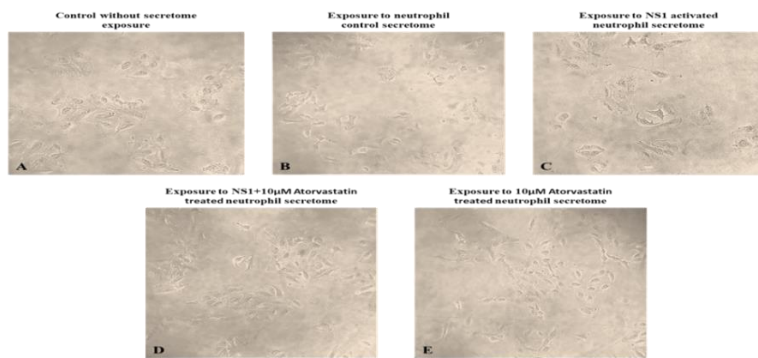 Control without secretome
exposure
Exposure to neutrophil
control secretome
Exposure to NS1 activated
neutrophil secretome
A
B
C
Exposure to NS1+10μM Atorvastatin
treated neutrophil secretome
Exposure to 10μM Atorvastatin
treated neutrophil secretome
D
E